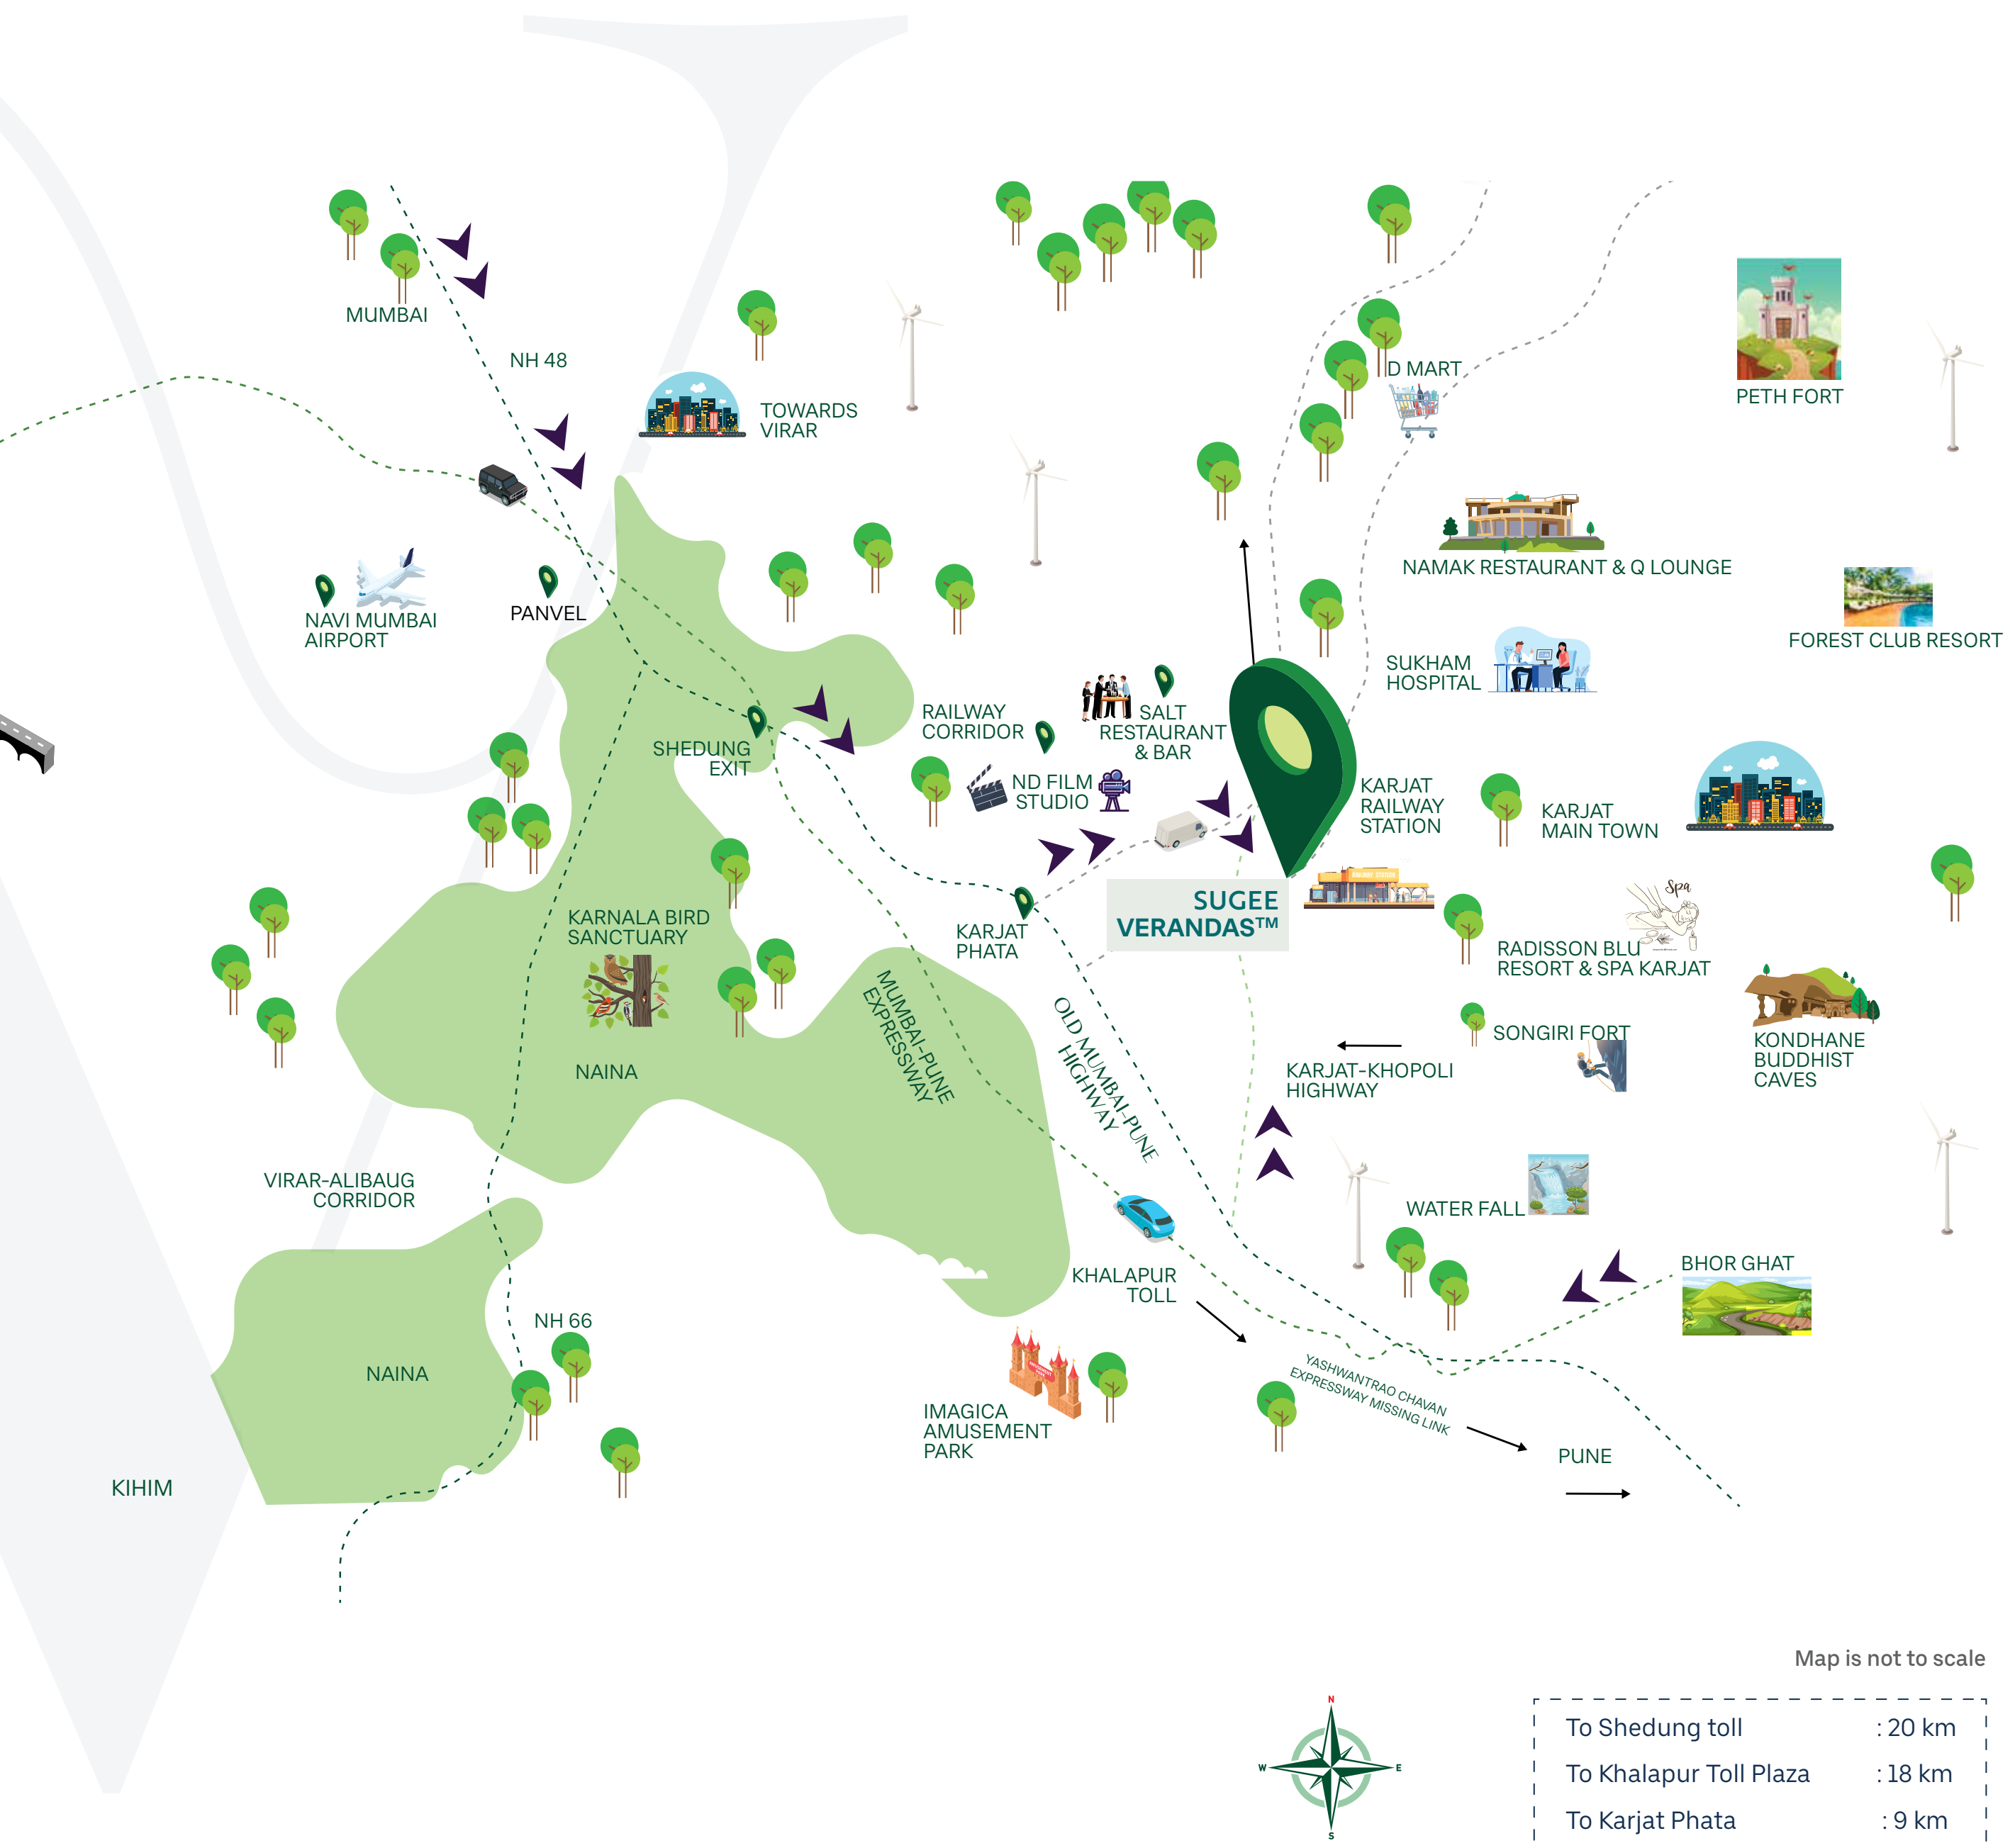 MUMBAI
NH 48
D MART
PETH FORT
TOWARDS
VIRAR
NAMAK RESTAURANT & Q LOUNGE
NAVI MUMBAI
AIRPORT
PANVEL
FOREST CLUB RESORT
SUKHAM
HOSPITAL
RAILWAY
CORRIDOR
SALT
RESTAURANT
& BAR
SHEDUNG
EXIT
ND FILM
STUDIO
KARJAT
RAILWAY
STATION
KARJAT
MAIN TOWN
SUGEE
VERANDAS™
Spa
KARNALA BIRD
SANCTUARY
KARJAT
PHATA
RADISSON BLU
RESORT & SPA KARJAT
MUMBAI-PUNE
EXPRESSWAY
OLD MUMBAI-PUNE
HIGHWAY
SONGIRI FORT
KONDHANE
BUDDHIST
CAVES
NAINA
KARJAT-KHOPOLI
HIGHWAY
VIRAR-ALIBAUG
CORRIDOR
WATER FALL
BHOR GHAT
KHALAPUR
TOLL
NH 66
NAINA
YASHWANTRAO CHAVAN
EXPRESSWAY MISSING LINK
IMAGICA
AMUSEMENT
PARK
PUNE
KIHIM
Map is not to scale
N
W
E
S
To Shedung toll : 20 km
To Khalapur Toll Plaza : 18 km
To Karjat Phata : 9 km